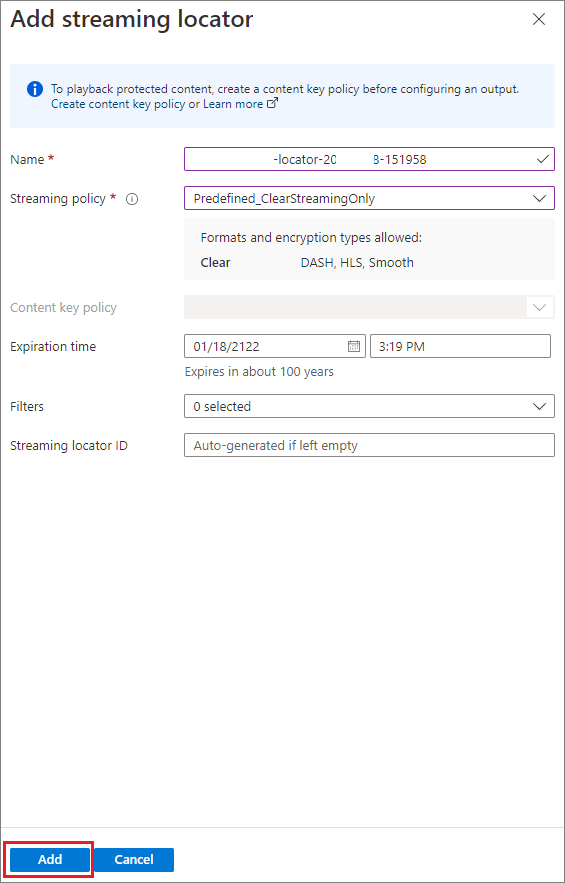 Add streaming locator
To playback protected content, create a content key policy before configuring an output.
Create content key policy or Learn more
Name * -locator-20 8-151958
Streaming policy * Predefined_ClearStreamingOnly
Formats and encryption types allowed:
Clear DASH, HLS, Smooth
Content key policy
Expiration time 01/18/2122 3:19 PM
Expires in about 100 years
Filters 0 selected
Streaming locator ID Auto-generated if left empty
Add Cancel